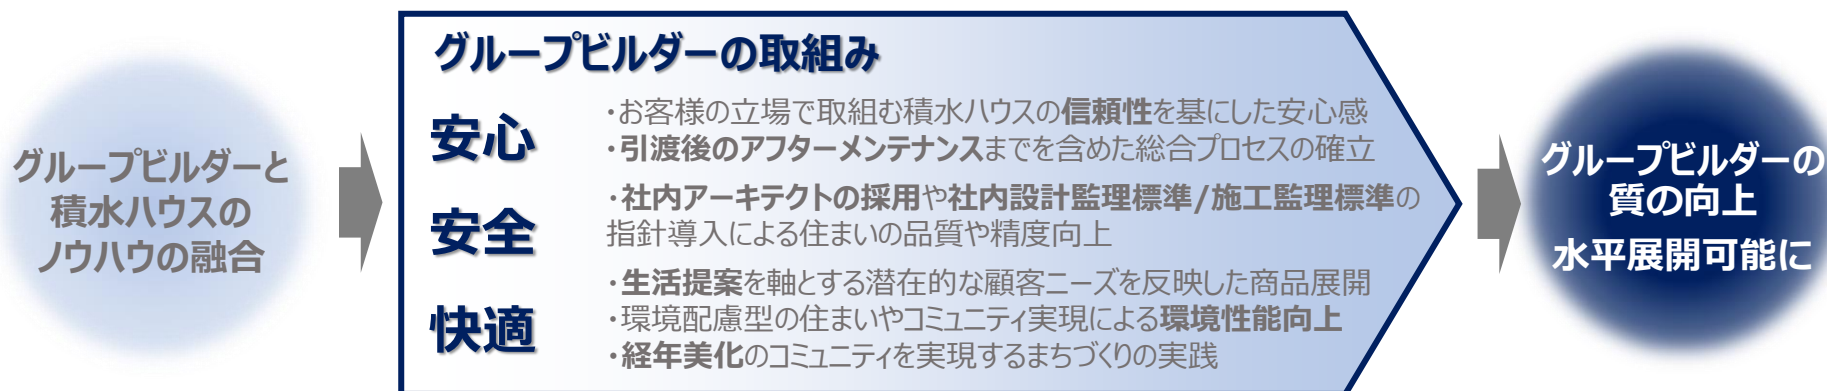 グループビルダーと
積水ハウスの
ノウハウの融合
グループビルダーの取組み
安心
・お客様の立場で取組む積水ハウスの信頼性を基にした安心感
・引渡後のアフターメンテナンスまでを含めた総合プロセスの確立
安全
・社内アーキテクトの採用や社内設計監理標準/施工監理標準の
指針導入による住まいの品質や精度向上
快適
・生活提案を軸とする潜在的な顧客ニーズを反映した商品展開
・環境配慮型の住まいやコミュニティ実現による環境性能向上
・経年美化のコミュニティを実現するまちづくりの実践
グループビルダーの
質の向上
水平展開可能に